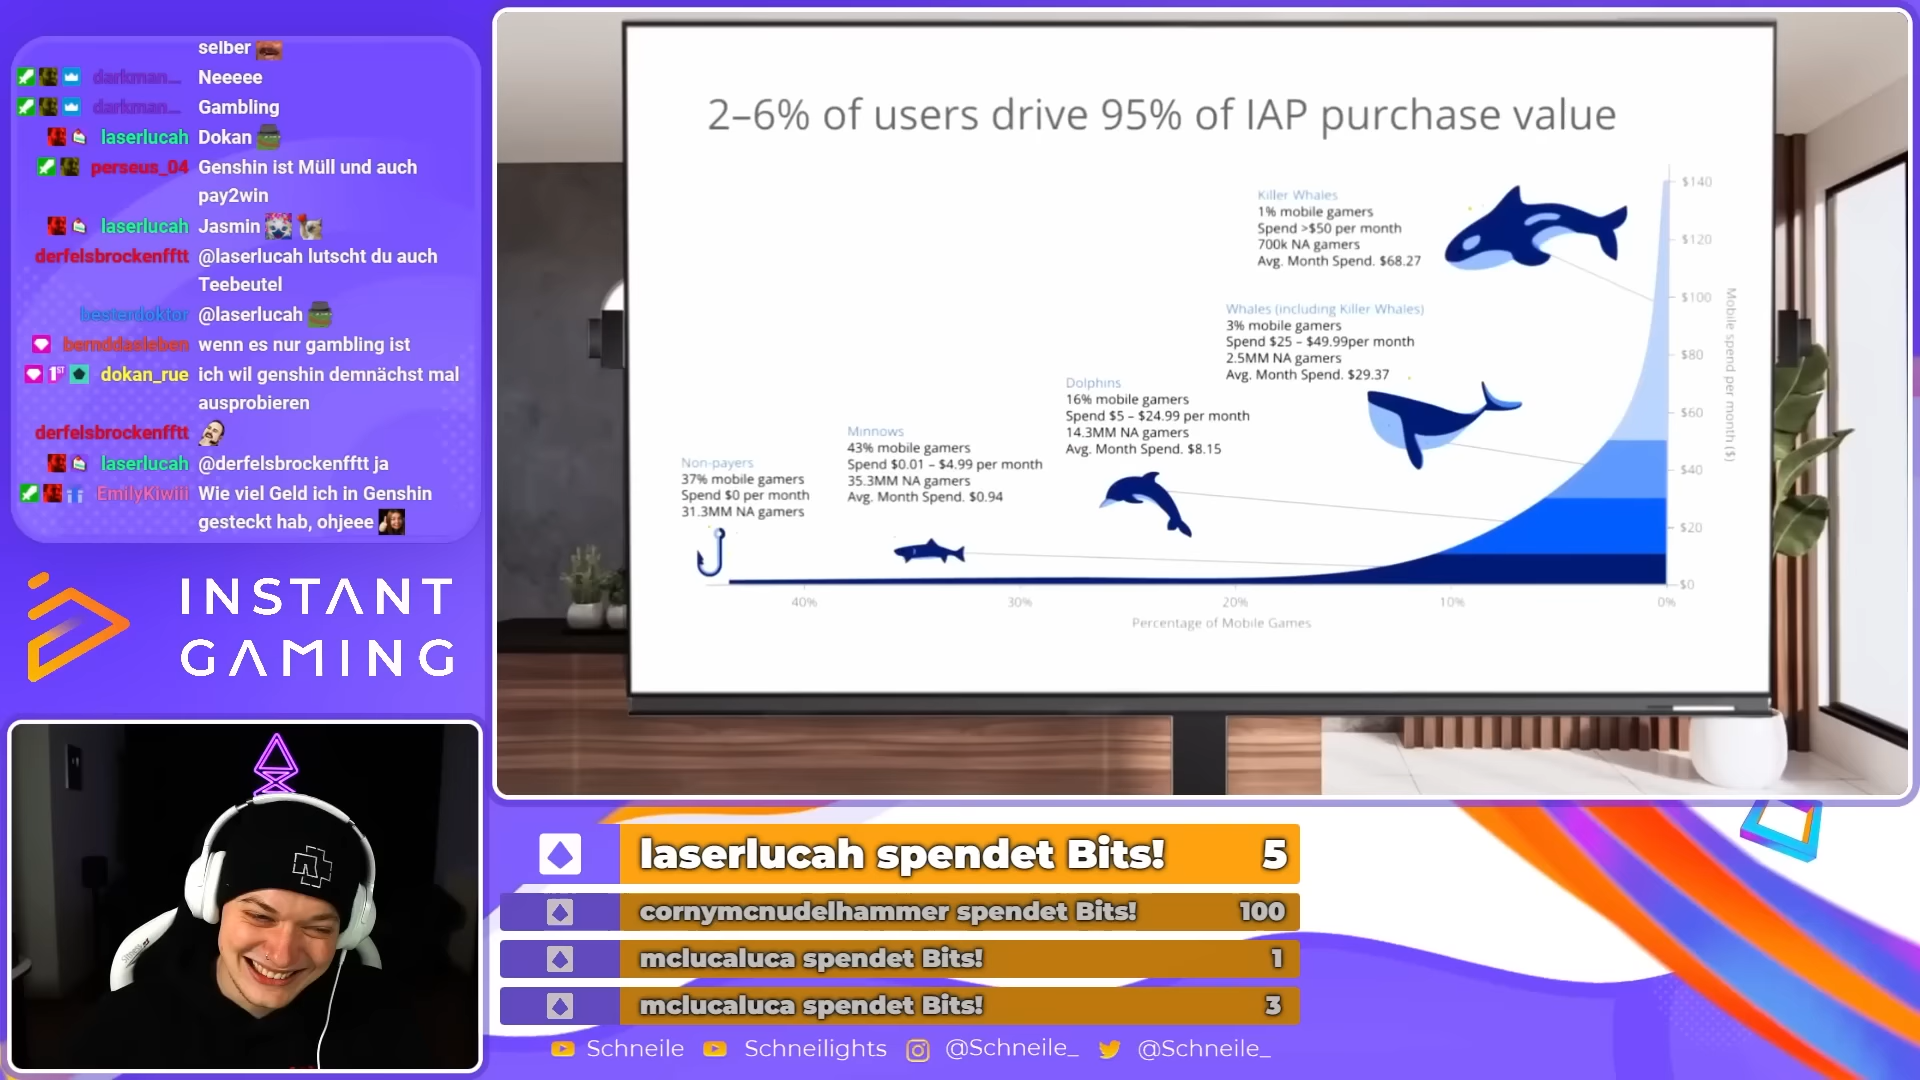 selber
darkman_... Neeeee
darkman_... Gambling
laserlucah Dokan
perseus_04 Genshin ist Müll und auch
pay2win
laserlucah Jasmin
derfelsbrockenfftt @laserlucah lutscht du auch
Teebeutel
besterdoktor @laserlucah
bernddasleben wenn es nur gambling ist
1ST dokan_rue ich wil genshin demnächst mal
ausprobieren
derfelsbrockenfftt
laserlucah @derfelsbrockenfftt ja
EmilyKiwiii Wie viel Geld ich in Genshin
gesteckt hab, ohjeee
INSTANT
GAMING
2–6% of users drive 95% of IAP purchase value
Killer Whales
1% mobile gamers
Spend >$50 per month
700k NA gamers
Avg. Month Spend. $68.27
Whales (including Killer Whales)
3% mobile gamers
Spend $25 – $49.99per month
2.5MM NA gamers
Avg. Month Spend. $29.37
Dolphins
16% mobile gamers
Spend $5 – $24.99 per month
14.3MM NA gamers
Avg. Month Spend. $8.15
Minnows
43% mobile gamers
Spend $0.01 – $4.99 per month
35.3MM NA gamers
Avg. Month Spend. $0.94
Non-payers
37% mobile gamers
Spend $0 per month
31.3MM NA gamers
$140
$120
$100
$80
$60
$40
$20
$0
Mobile spend per month ($)
40% 30% 20% 10% 0%
Percentage of Mobile Games
laserlucah spendet Bits! 5
cornymcnudelhammer spendet Bits! 100
mclucaluca spendet Bits! 1
mclucaluca spendet Bits! 3
Schneile Schneilights @Schneile_ @Schneile_